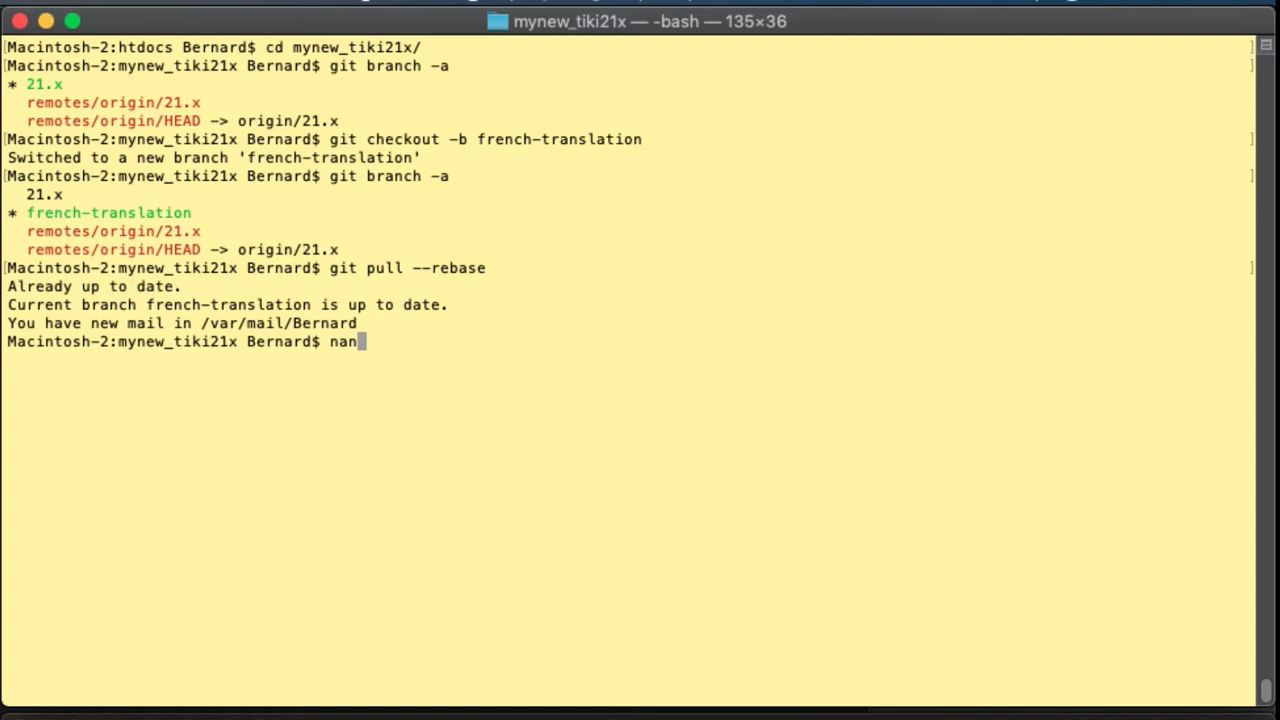 mynew_tiki21x — -bash — 135×36
[Macintosh-2:htdocs Bernard$ cd mynew_tiki21x/ ]
[Macintosh-2:mynew_tiki21x Bernard$ git branch -a ]
* 21.x
remotes/origin/21.x
remotes/origin/HEAD -> origin/21.x
[Macintosh-2:mynew_tiki21x Bernard$ git checkout -b french-translation ]
Switched to a new branch 'french-translation'
[Macintosh-2:mynew_tiki21x Bernard$ git branch -a ]
21.x
* french-translation
remotes/origin/21.x
remotes/origin/HEAD -> origin/21.x
[Macintosh-2:mynew_tiki21x Bernard$ git pull --rebase ]
Already up to date.
Current branch french-translation is up to date.
You have new mail in /var/mail/Bernard
Macintosh-2:mynew_tiki21x Bernard$ nan